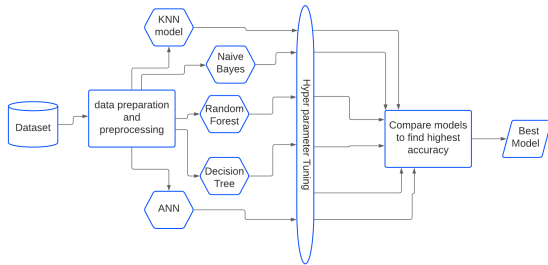 KNN
model
Naive
Bayes
Dataset
data preparation
and
preprocessing
Random
Forest
Decision
Tree
ANN
Hyper parameter Tuning
Compare models
to find highest
accuracy
Best
Model